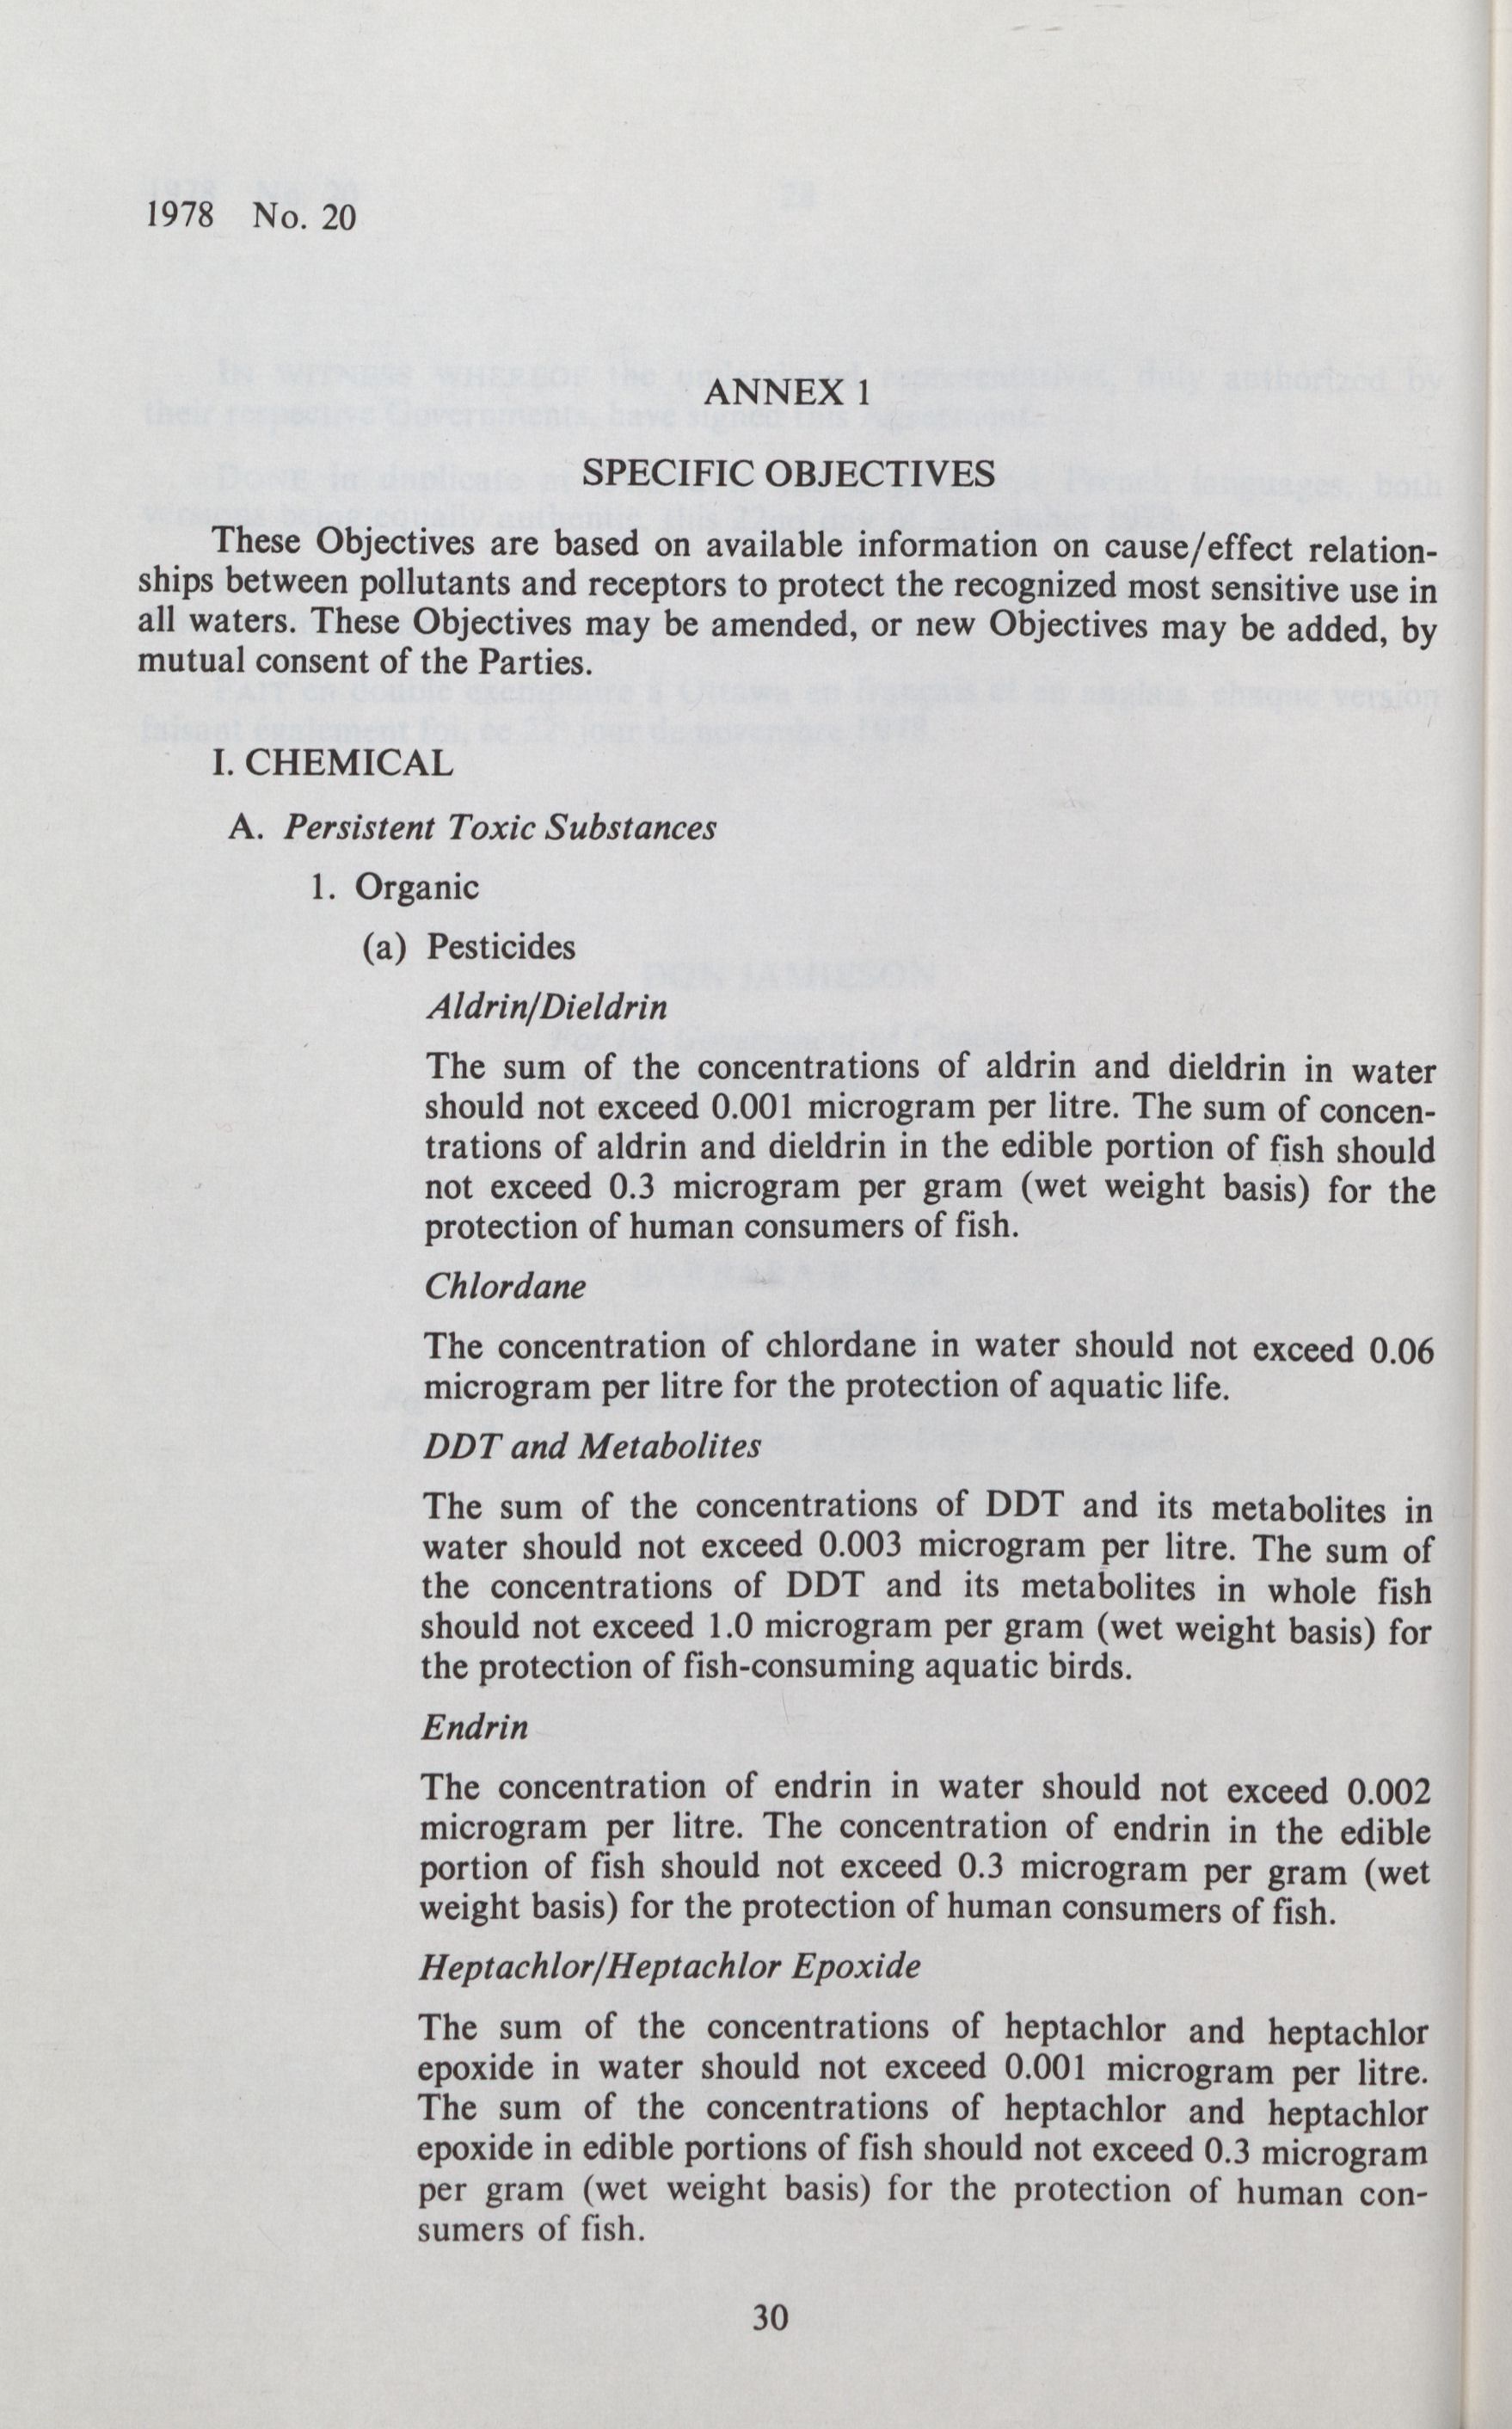 1978 No. 20
ANNEX 1
SPECIFIC OBJECTIVES
These Objectives are based on available information on cause/effect relation-
ships between pollutants and receptors to protect the recognized most sensitive use in
all waters. These Objectives may be amended, or new Objectives may be added, by
mutual consent of the Parties.
I. CHEMICAL
A. Persistent Toxic Substances
1. Organic
(a) Pesticides
Aldrin/Dieldrin
The sum of the concentrations of aldrin and dieldrin in water
should not exceed 0.001 microgram per litre. The sum of concen-
trations of aldrin and dieldrin in the edible portion of fish should
not exceed 0.3 microgram per gram (wet weight basis) for the
protection of human consumers of fish.
Chlordane
The concentration of chlordane in water should not exceed 0.06
microgram per litre for the protection of aquatic life.
DDT and Metabolites
The sum of the concentrations of DDT and its metabolites in
water should not exceed 0.003 microgram per litre. The sum of
the concentrations of DDT and its metabolites in whole fish
should not exceed 1.0 microgram per gram (wet weight basis) for
the protection of fish-consuming aquatic birds.
Endrin
The concentration of endrin in water should not exceed 0.002
microgram per litre. The concentration of endrin in the edible
portion of fish should not exceed 0.3 microgram per gram (wet
weight basis) for the protection of human consumers of fish.
Heptachlor/Heptachlor Epoxide
The sum of the concentrations of heptachlor and heptachlor
epoxide in water should not exceed 0.001 microgram per litre.
The sum of the concentrations of heptachlor and heptachlor
epoxide in edible portions of fish should not exceed 0.3 microgram
per gram (wet weight basis) for the protection of human con-
sumers of fish.
30